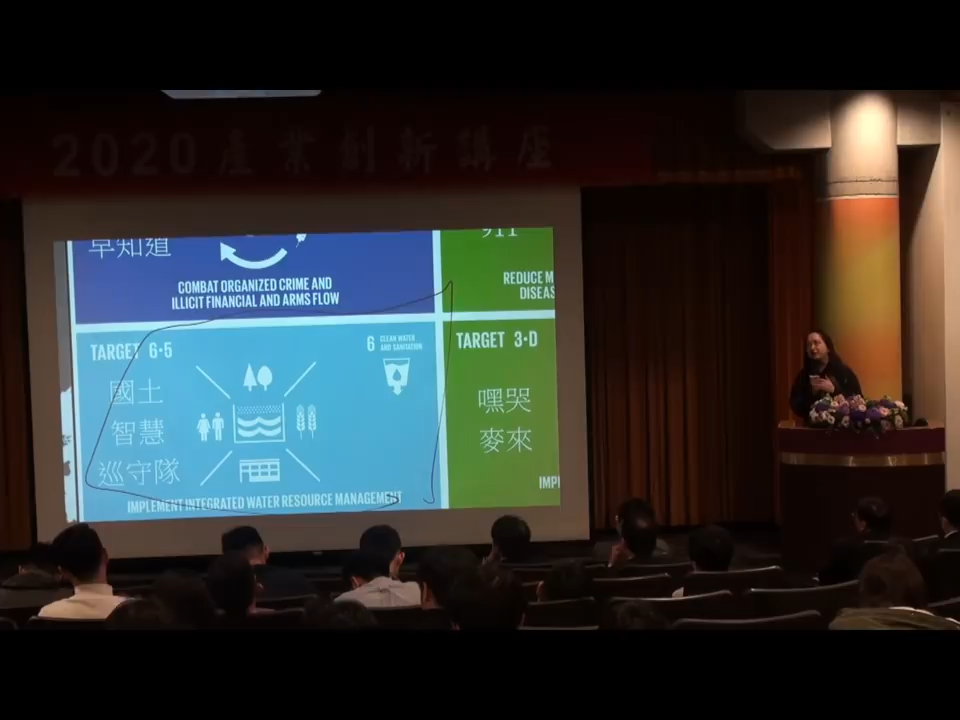 2020產業創新講座
早知道
COMBAT ORGANIZED CRIME AND
ILLICIT FINANCIAL AND ARMS FLOW
911
REDUCE M
DISEAS
TARGET 6·5
6 CLEAN WATER
AND SANITATION
國土
智慧
巡守隊
IMPLEMENT INTEGRATED WATER RESOURCE MANAGEMENT
TARGET 3·D
嘿哭
麥來
IMPL